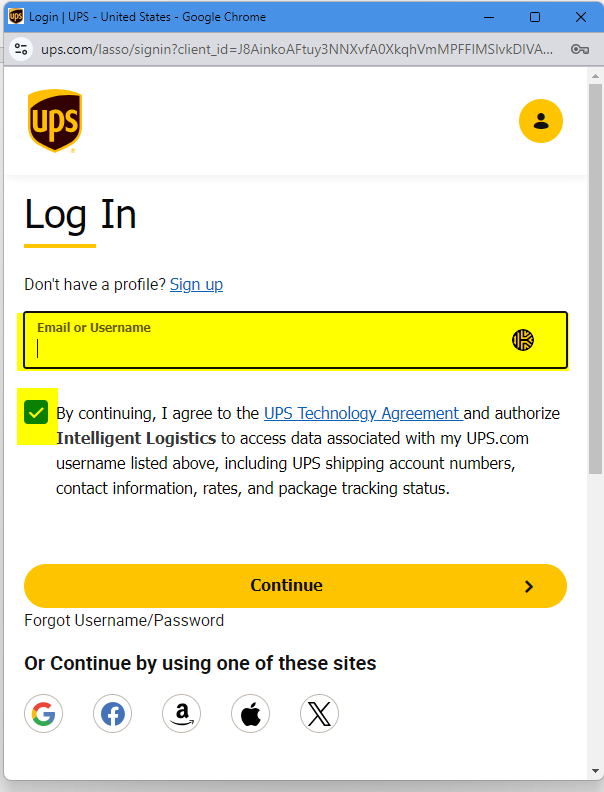 Login | UPS - United States - Google Chrome
ups.com/lasso/signin?client_id=J8AinkoAFtuy3NNXvfA0XkqhVmMPFFIMSlvkDIVA...
ups
Log In
Don't have a profile? Sign up
Email or Username
By continuing, I agree to the UPS Technology Agreement and authorize
Intelligent Logistics to access data associated with my UPS.com
username listed above, including UPS shipping account numbers,
contact information, rates, and package tracking status.
Continue
Forgot Username/Password
Or Continue by using one of these sites